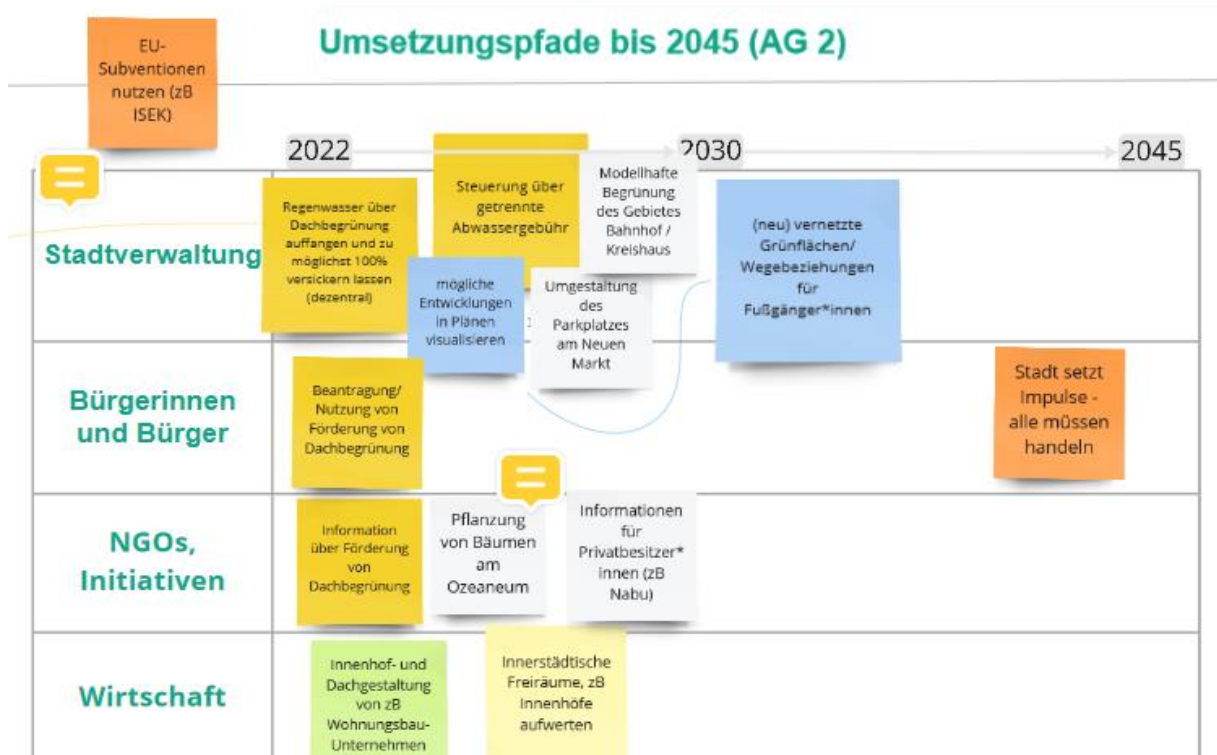 EU-
Subventionen
nutzen (zB
ISEK)
Umsetzungspfade bis 2045 (AG 2)
2022
2030
2045
Stadtverwaltung
Regenwasser über
Dachbegrünung
auffangen und zu
möglichst 100%
versickern lassen
(dezentral)
Steuerung über
getrennte
Abwassergebühr
mögliche
Entwicklungen
in Plänen
visualisieren
Modellhafte
Begrünung
des Gebietes
Bahnhof /
Kreishaus
Umgestaltung
des
Parkplatzes
am Neuen
Markt
(neu) vernetzte
Grünflächen/
Wegebeziehungen
für
Fußgänger*innen
Bürgerinnen
und Bürger
Beantragung/
Nutzung von
Förderung von
Dachbegrünung
Stadt setzt
Impulse -
alle müssen
handeln
NGOs,
Initiativen
Information
über Förderung
von
Dachbegrünung
Pflanzung
von Bäumen
am
Ozeaneum
Informationen
für
Privatbesitzer*
innen (zB
Nabu)
Wirtschaft
Innenhof- und
Dachgestaltung
von zB
Wohnungsbau-
Unternehmen
Innerstädtische
Freiräume, zB
Innenhöfe
aufwerten